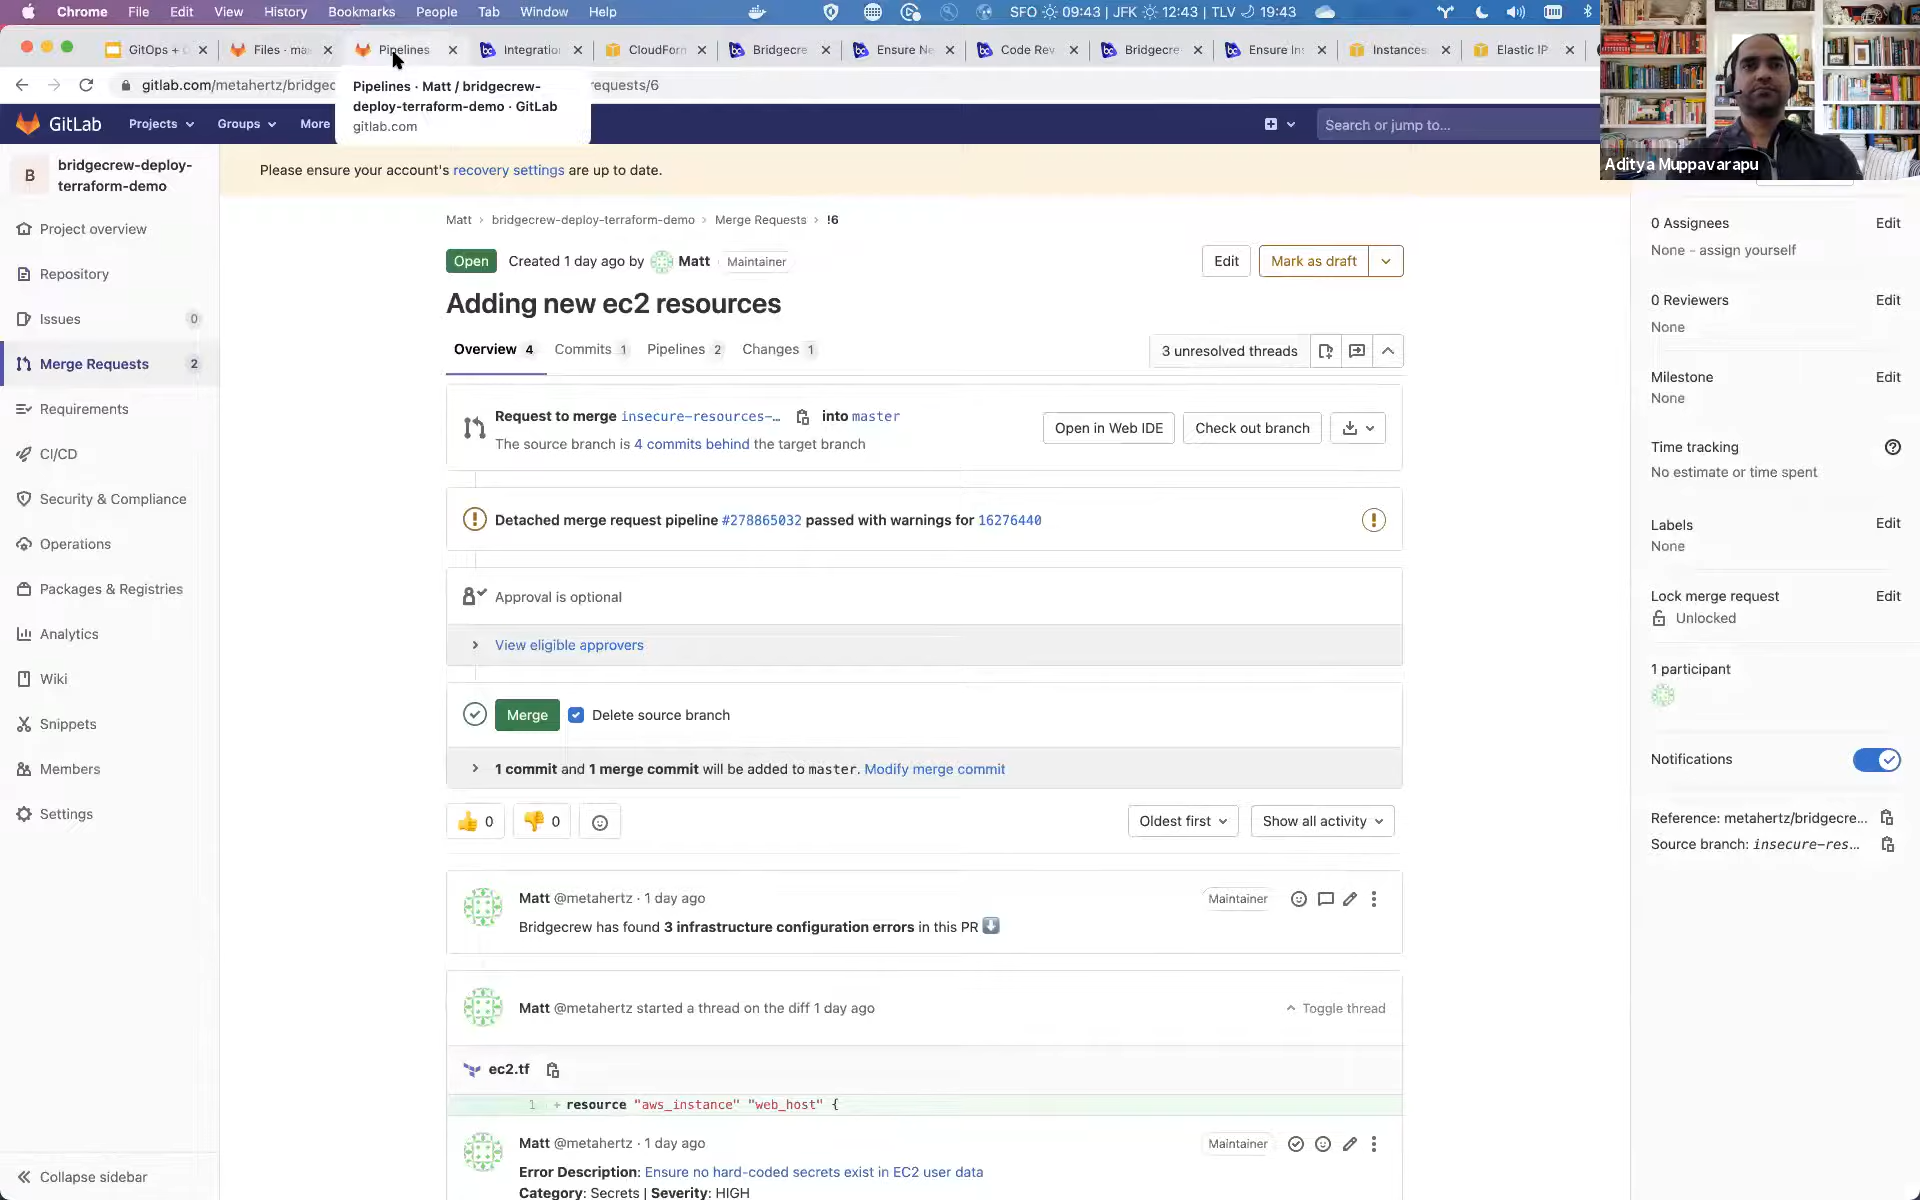 Chrome File Edit View History Bookmarks People Tab Window Help SFO 09:43 | JFK 12:43 | TLV 19:43
GitOps + C Files · mas Pipelines Integration CloudForm Bridgecre Ensure Ne Code Rev Bridgecre Ensure Ins Instances Elastic IP
gitlab.com/metahertz/bridgec requests/6
Pipelines · Matt / bridgecrew-
deploy-terraform-demo · GitLab
gitlab.com
GitLab Projects Groups More Search or jump to...
Aditya Muppavarapu
B bridgecrew-deploy-
terraform-demo
Project overview
Repository
Issues 0
Merge Requests 2
Requirements
CI/CD
Security & Compliance
Operations
Packages & Registries
Analytics
Wiki
Snippets
Members
Settings
Collapse sidebar
Please ensure your account's recovery settings are up to date.
Matt › bridgecrew-deploy-terraform-demo › Merge Requests › !6
Open Created 1 day ago by Matt Maintainer Edit Mark as draft
Adding new ec2 resources
Overview 4 Commits 1 Pipelines 2 Changes 1 3 unresolved threads
Request to merge insecure-resources-… into master
The source branch is 4 commits behind the target branch
Open in Web IDE Check out branch
Detached merge request pipeline #278865032 passed with warnings for 16276440
Approval is optional
View eligible approvers
Merge Delete source branch
1 commit and 1 merge commit will be added to master. Modify merge commit
👍 0 👎 0 Oldest first Show all activity
Matt @metahertz · 1 day ago Maintainer
Bridgecrew has found 3 infrastructure configuration errors in this PR ⬇️
Matt @metahertz started a thread on the diff 1 day ago Toggle thread
ec2.tf
1 + resource "aws_instance" "web_host" {
Matt @metahertz · 1 day ago Maintainer
Error Description: Ensure no hard-coded secrets exist in EC2 user data
Category: Secrets | Severity: HIGH
0 Assignees Edit
None - assign yourself
0 Reviewers Edit
None
Milestone Edit
None
Time tracking
No estimate or time spent
Labels Edit
None
Lock merge request Edit
Unlocked
1 participant
Notifications
Reference: metahertz/bridgecre...
Source branch: insecure-res...